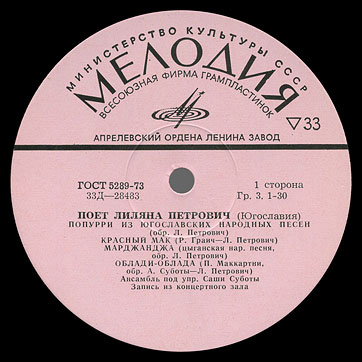 МИНИСТЕРСТВО КУЛЬТУРЫ СССР
МЕЛОДИЯ
ВСЕСОЮЗНАЯ ФИРМА ГРАМПЛАСТИНОК
▽33
АПРЕЛЕВСКИЙ ОРДЕНА ЛЕНИНА ЗАВОД
ГОСТ 5289-73
1 сторона
33Д—28483
Гр. 3. 1-30
ПОЕТ ЛИЛЯНА ПЕТРОВИЧ (Югославия)
ПОПУРРИ ИЗ ЮГОСЛАВСКИХ НАРОДНЫХ ПЕСЕН
(обр. Л. Петрович)
КРАСНЫЙ МАК (Р. Гранч—Л. Петрович)
МАРДЖАНДЖА (цыганская нар. песня,
обр. Л. Петрович)
ОБЛАДИ-ОБЛАДА (П. Маккартни,
обр. А. Суботы—Л. Петрович)
Ансамбль под упр. Саши Суботы
Запись из концертного зала